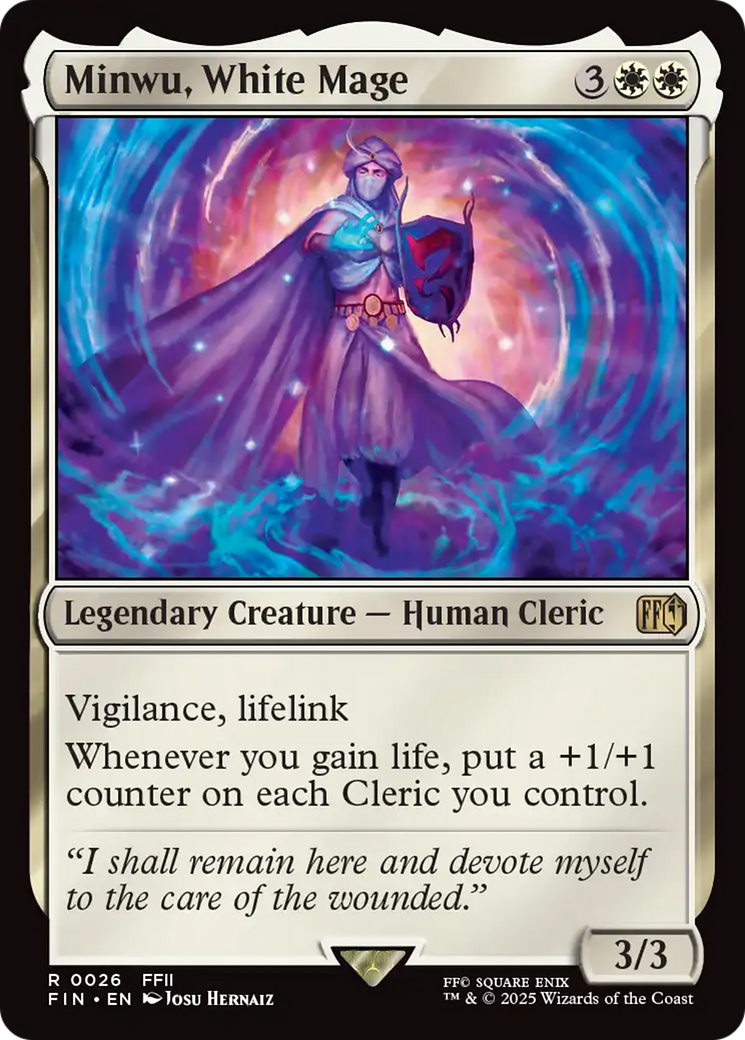 Minwu, White Mage 3
Legendary Creature — Human Cleric FF
Vigilance, lifelink
Whenever you gain life, put a +1/+1
counter on each Cleric you control.
“I shall remain here and devote myself
to the care of the wounded.”
3/3
R 0026 FFII
FIN • EN Josu Hernaiz
FF© SQUARE ENIX
™ & © 2025 Wizards of the Coast